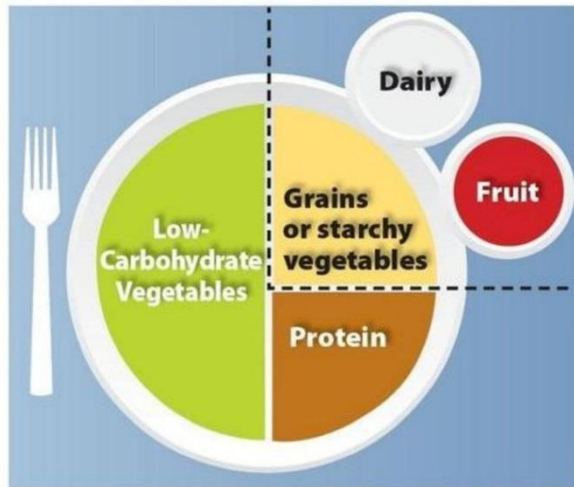 Dairy
Fruit
Grains
or starchy
vegetables
Low-
Carbohydrate
Vegetables
Protein